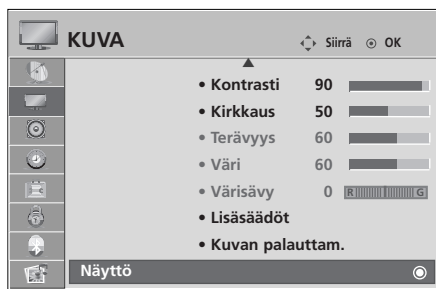 KUVA Siirrä OK
• Kontrasti 90
• Kirkkaus 50
• Terävyys 60
• Väri 60
• Värisävy 0 R G
• Lisäsäädöt
• Kuvan palauttam.
Näyttö